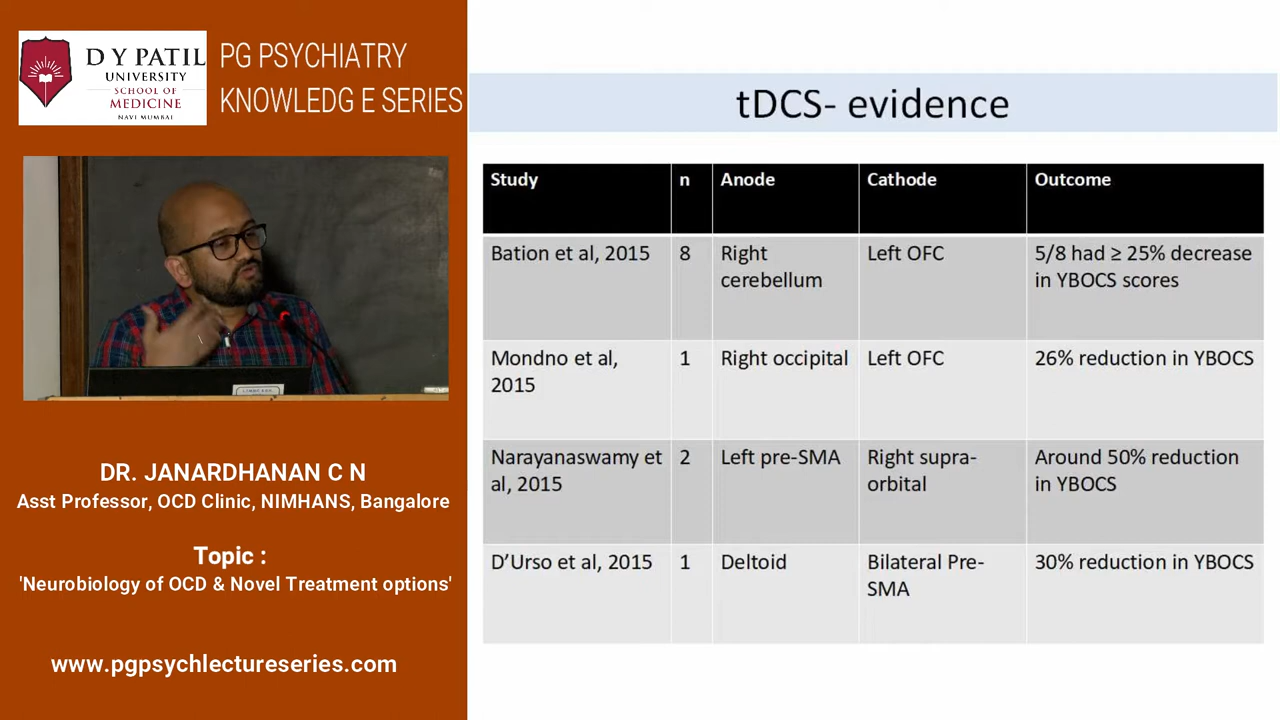 D Y PATIL
UNIVERSITY
SCHOOL OF
MEDICINE
NAVI MUMBAI
PG PSYCHIATRY
KNOWLEDG E SERIES
DR. JANARDHANAN C N
Asst Professor, OCD Clinic, NIMHANS, Bangalore
Topic :
'Neurobiology of OCD & Novel Treatment options'
www.pgpsychlectureseries.com
tDCS- evidence
Study n Anode Cathode Outcome
Bation et al, 2015 8 Right Left OFC 5/8 had ≥ 25% decrease
cerebellum in YBOCS scores
Mondno et al, 1 Right occipital Left OFC 26% reduction in YBOCS
2015
Narayanaswamy et 2 Left pre-SMA Right supra- Around 50% reduction
al, 2015 orbital in YBOCS
D'Urso et al, 2015 1 Deltoid Bilateral Pre- 30% reduction in YBOCS
SMA